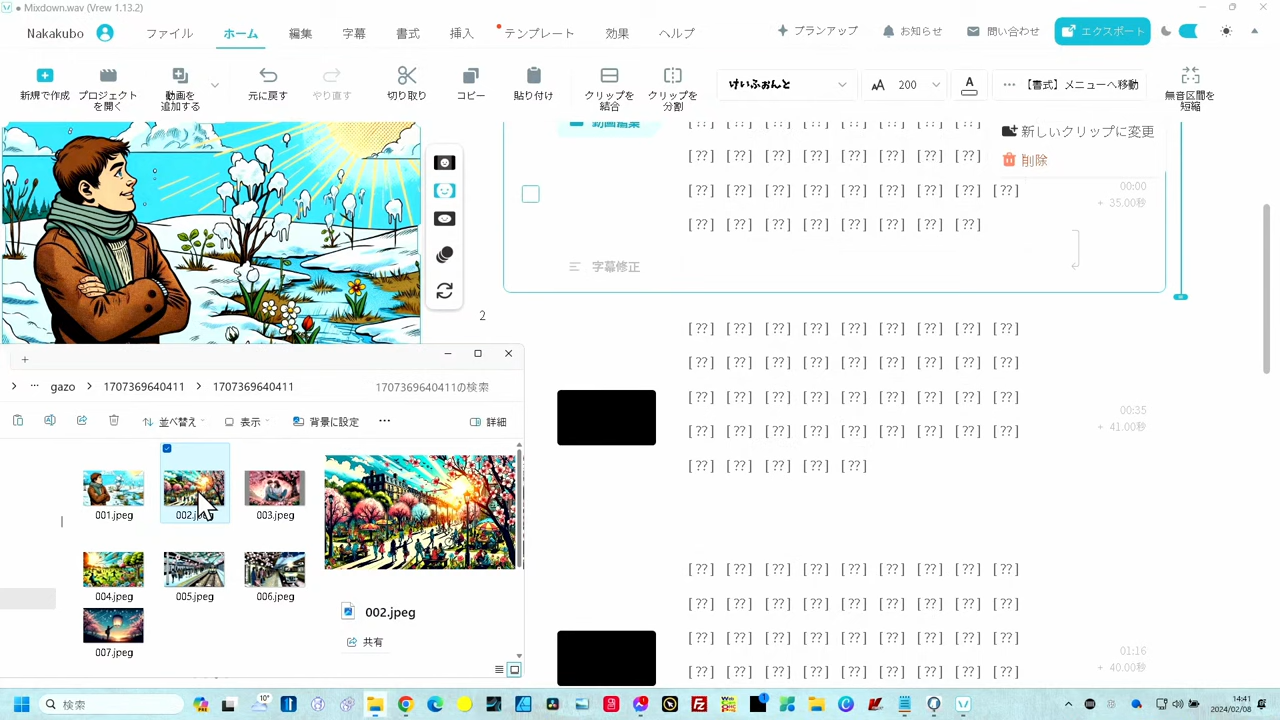 ● Mixdown.wav (Vrew 1.13.2)
Nakakubo ファイル ホーム 編集 字幕 書式 挿入 テンプレート 効果 ヘルプ プランアップ お知らせ 問い合わせ エクスポート
新規で作成 プロジェクトを開く 動画を追加する 元に戻す やり直す 切り取り コピー 貼り付け クリップを結合 クリップを分割 けいふぉんと 200 【書式】メニューへ移動 無音区間を短縮
動画編集
新しいクリップに変更
[??] [??] [??] [??] [??] [??] [??] [??]
削除
[??] [??] [??] [??] [??] [??] [??] [??] [??]
00:00
+ 35.00秒
[??] [??] [??] [??] [??] [??] [??] [??]
字幕修正
2
[??] [??] [??] [??] [??] [??] [??] [??] [??]
[??] [??] [??] [??] [??] [??] [??] [??] [??]
[??] [??] [??] [??] [??] [??] [??] [??] [??]
00:35
+ 41.00秒
[??] [??] [??] [??] [??] [??] [??] [??] [??]
[??] [??] [??] [??] [??]
[??] [??] [??] [??] [??] [??] [??] [??] [??]
[??] [??] [??] [??] [??] [??] [??] [??] [??]
[??] [??] [??] [??] [??] [??] [??] [??] [??]
01:16
+ 40.00秒
[??] [??] [??] [??] [??] [??] [??] [??] [??]
gazo 1707369640411 1707369640411 1707369640411の検索
並べ替え 表示 背景に設定 詳細
001.jpeg 003.jpeg
004.jpeg 005.jpeg 006.jpeg
007.jpeg
002.jpeg
共有
検索
10°
14:41
2024/02/08